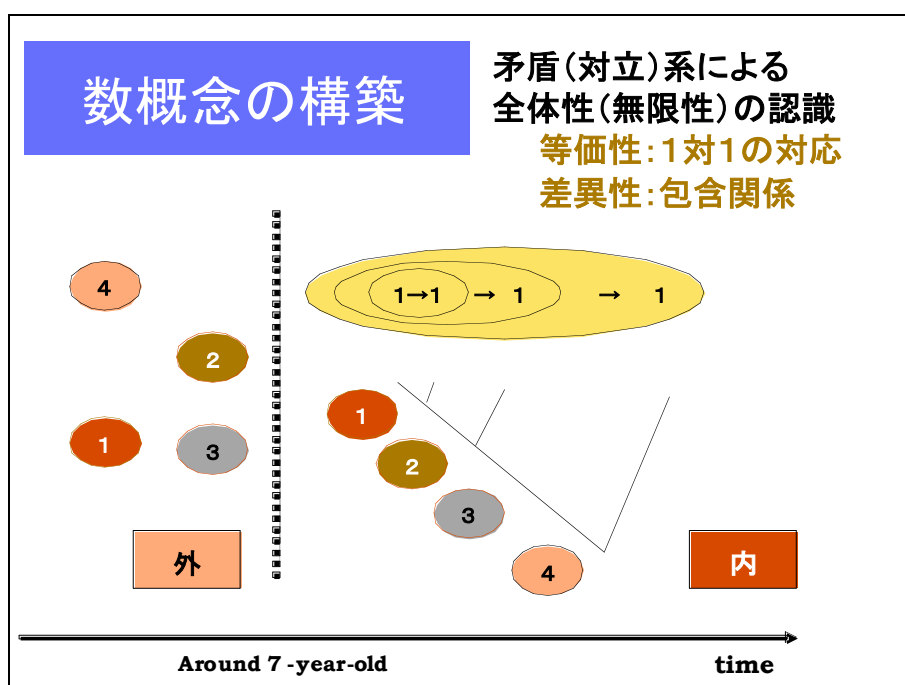 数概念の構築
矛盾(対立)系による
全体性(無限性)の認識
等価性:1対1の対応
差異性:包含関係
4
2
1
3
1→1 → 1 → 1
1
2
3
4
外
内
Around 7 -year-old
time